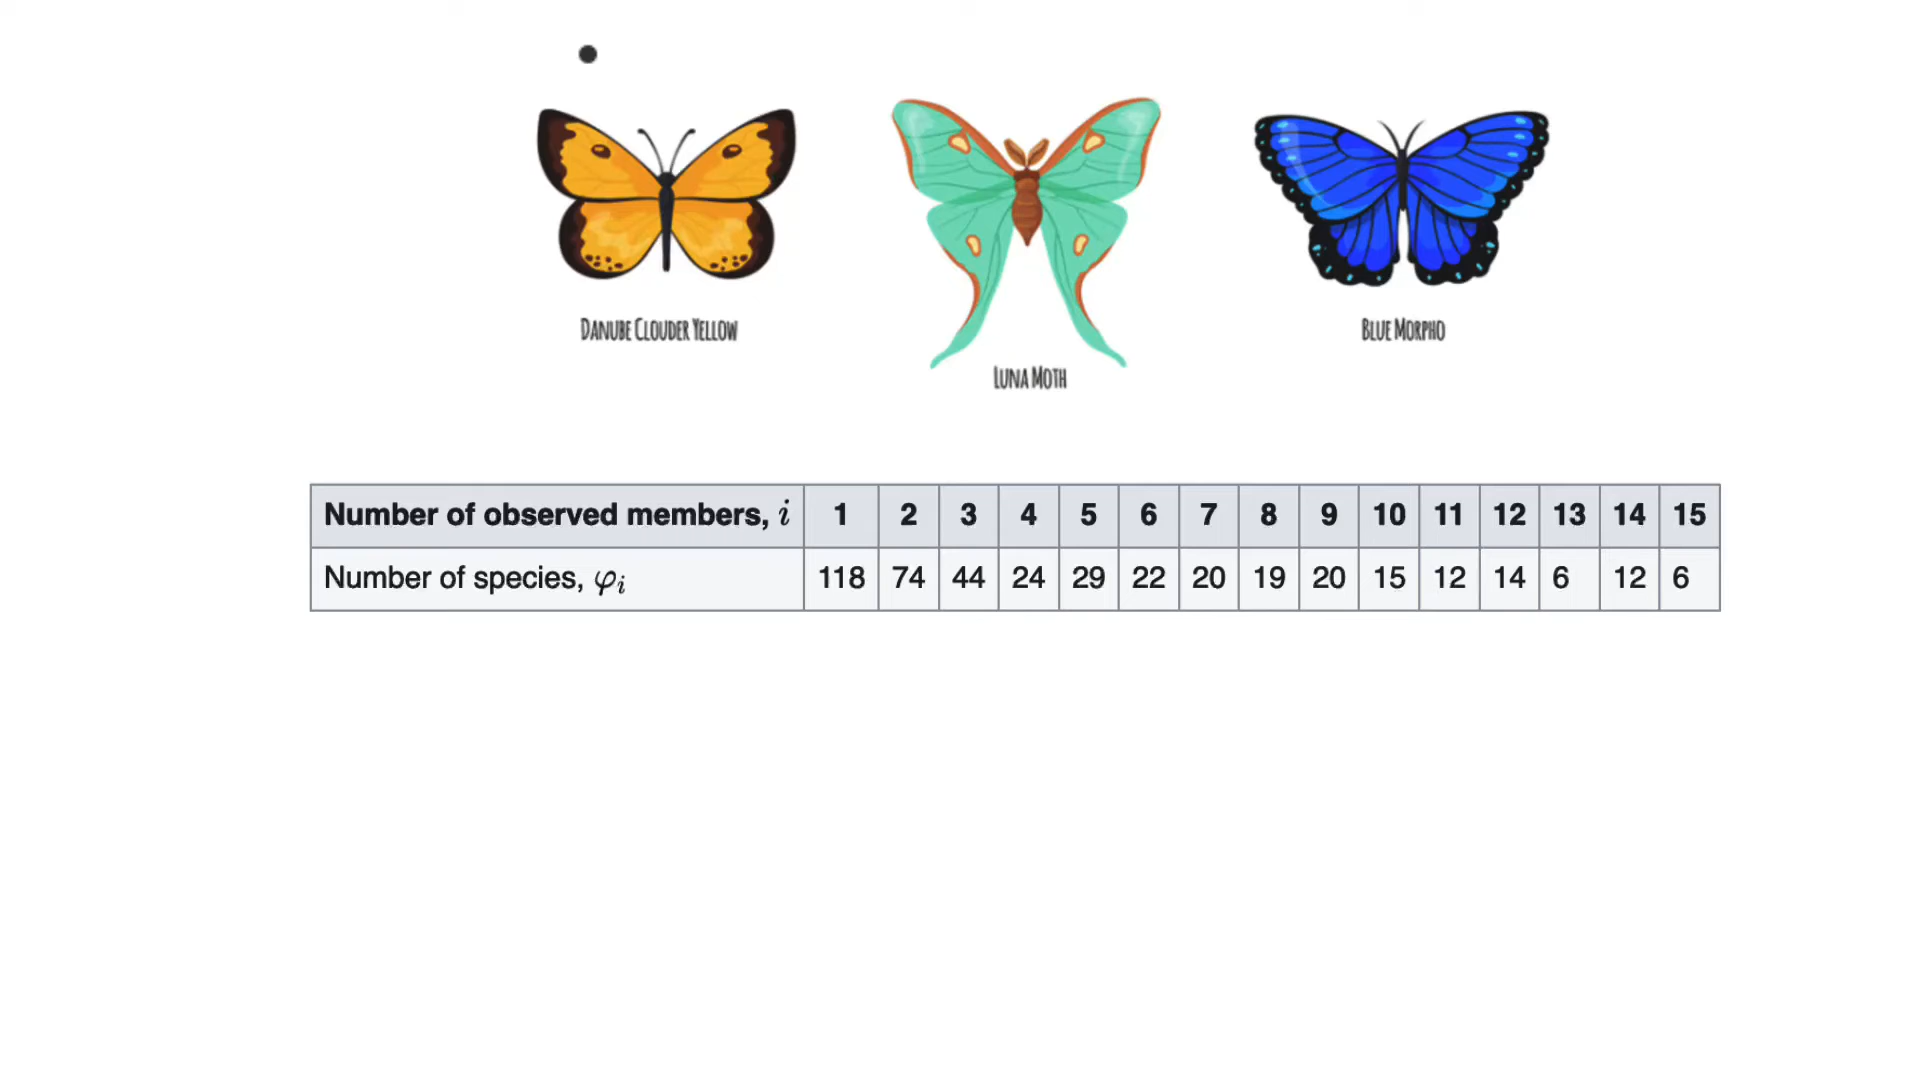 DANUBE CLOUDER YELLOW
BLUE MORPHO
LUNA MOTH
Number of observed members, i 1 2 3 4 5 6 7 8 9 10 11 12 13 14 15
Number of species, φᵢ 118 74 44 24 29 22 20 19 20 15 12 14 6 12 6